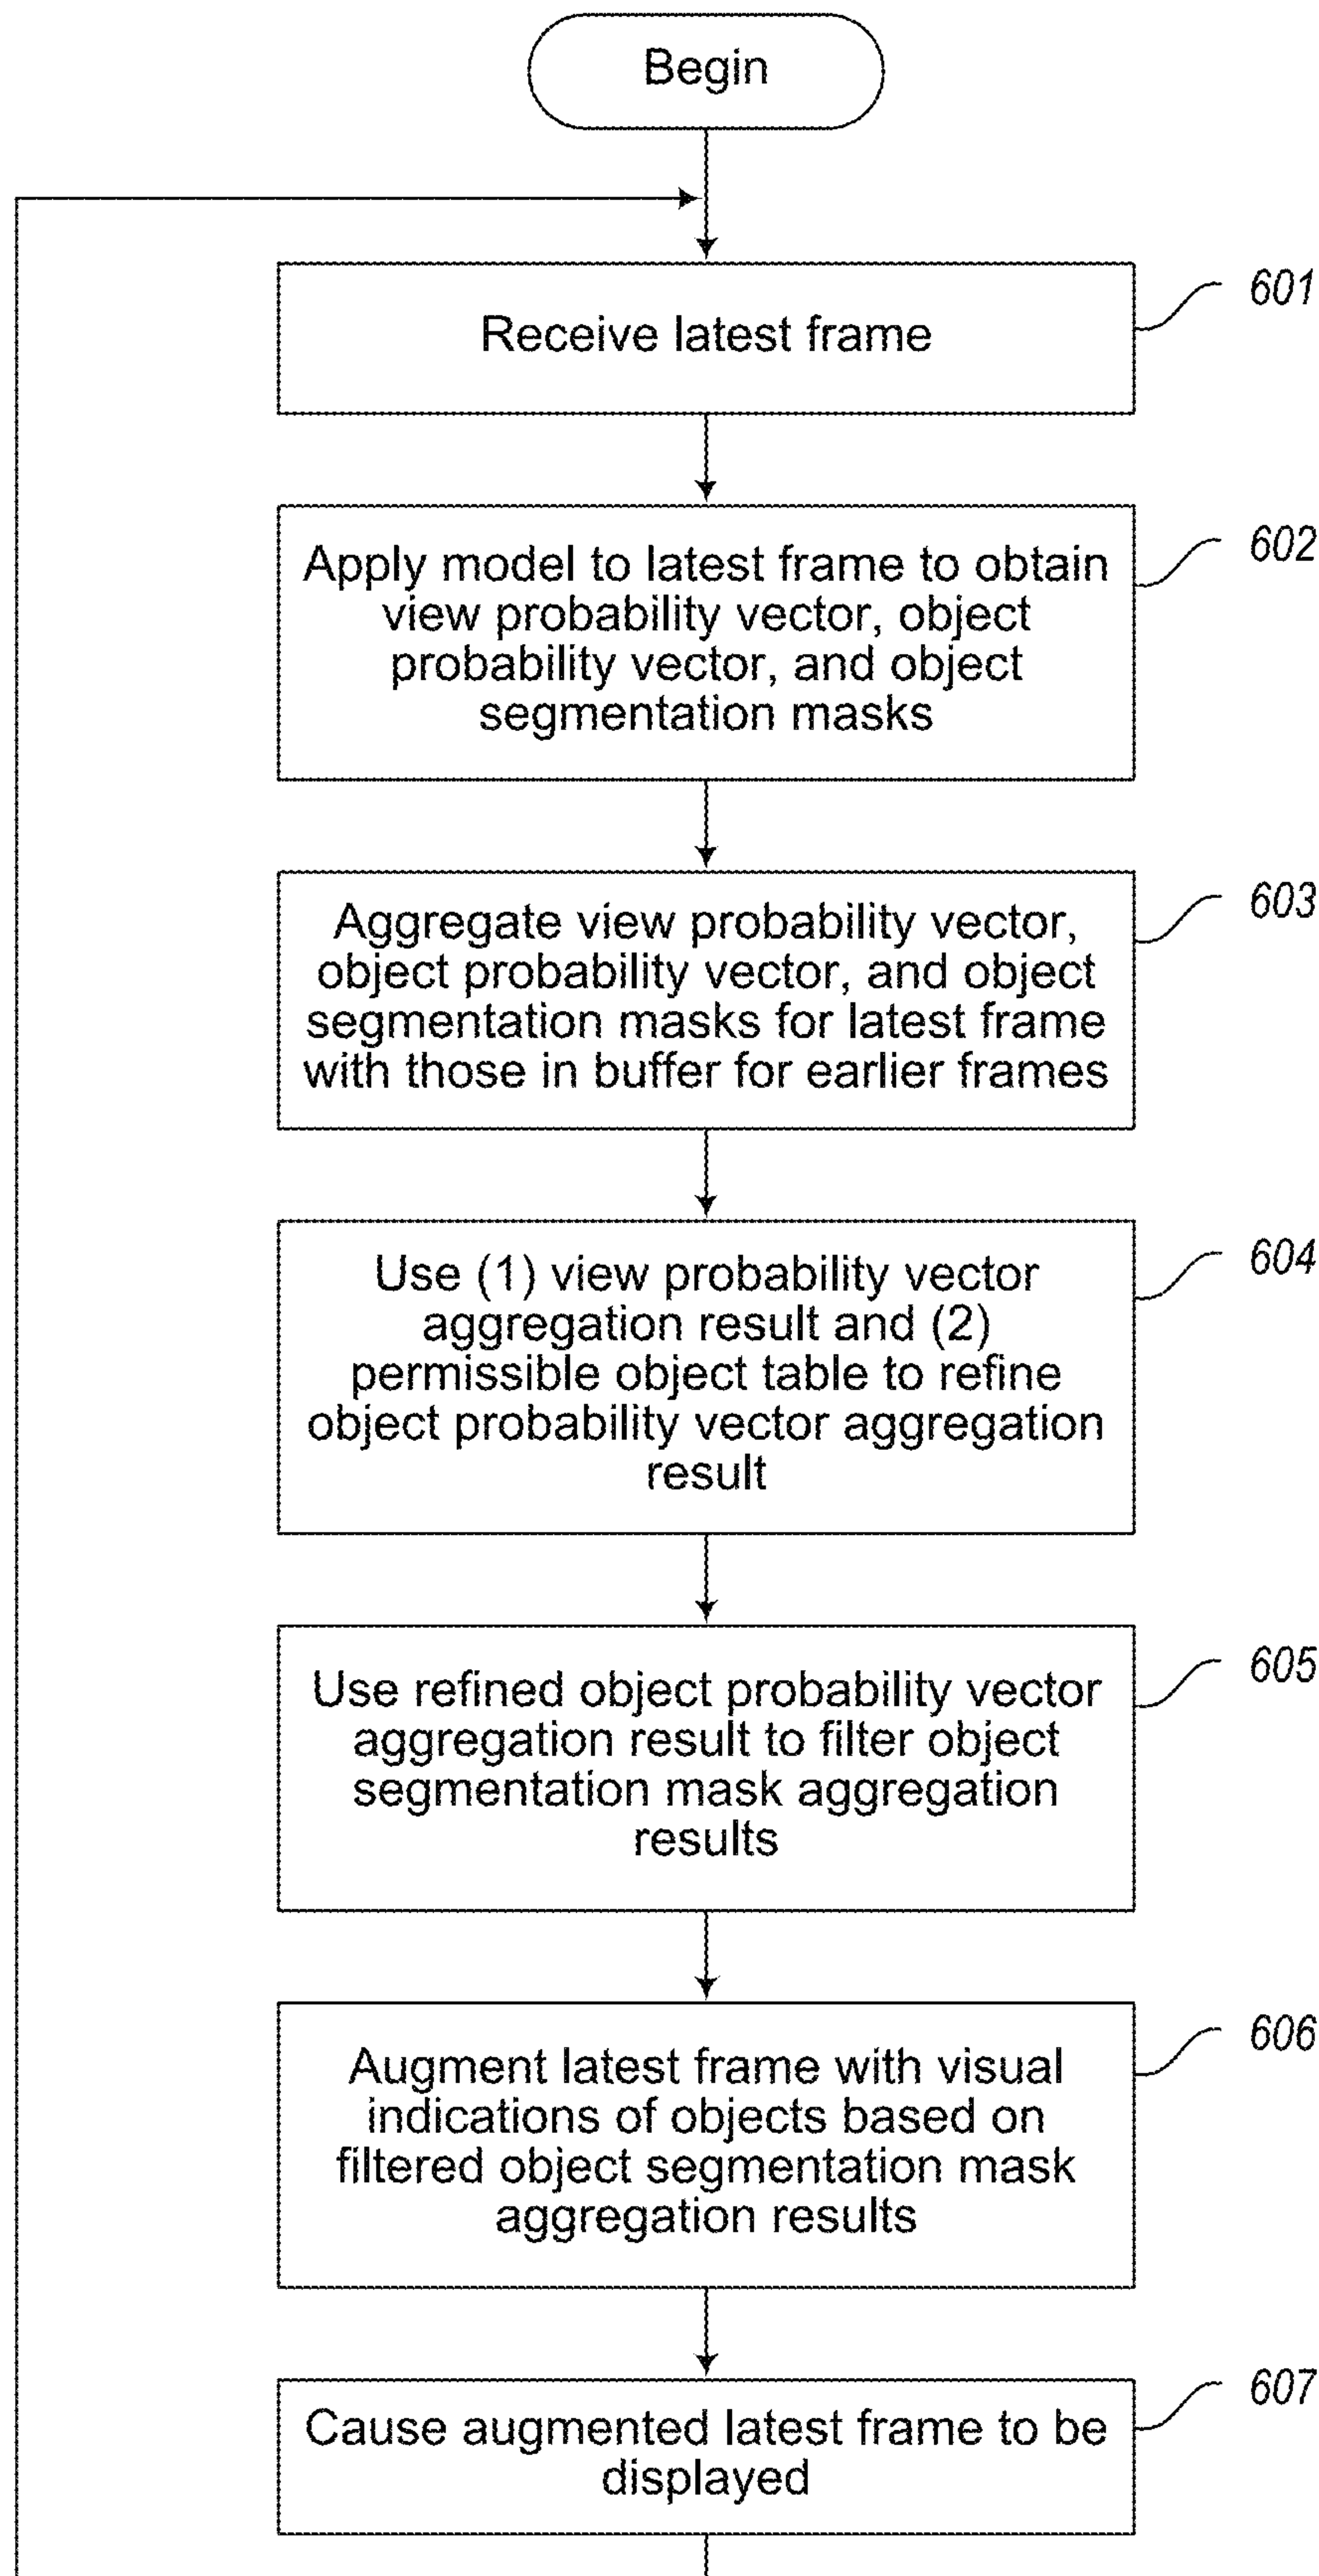 Begin
Receive latest frame
601
Apply model to latest frame to obtain
view probability vector, object
probability vector, and object
segmentation masks
602
Aggregate view probability vector,
object probability vector, and object
segmentation masks for latest frame
with those in buffer for earlier frames
603
Use (1) view probability vector
aggregation result and (2)
permissible object table to refine
object probability vector aggregation
result
604
Use refined object probability vector
aggregation result to filter object
segmentation mask aggregation
results
605
Augment latest frame with visual
indications of objects based on
filtered object segmentation mask
aggregation results
606
Cause augmented latest frame to be
displayed
607